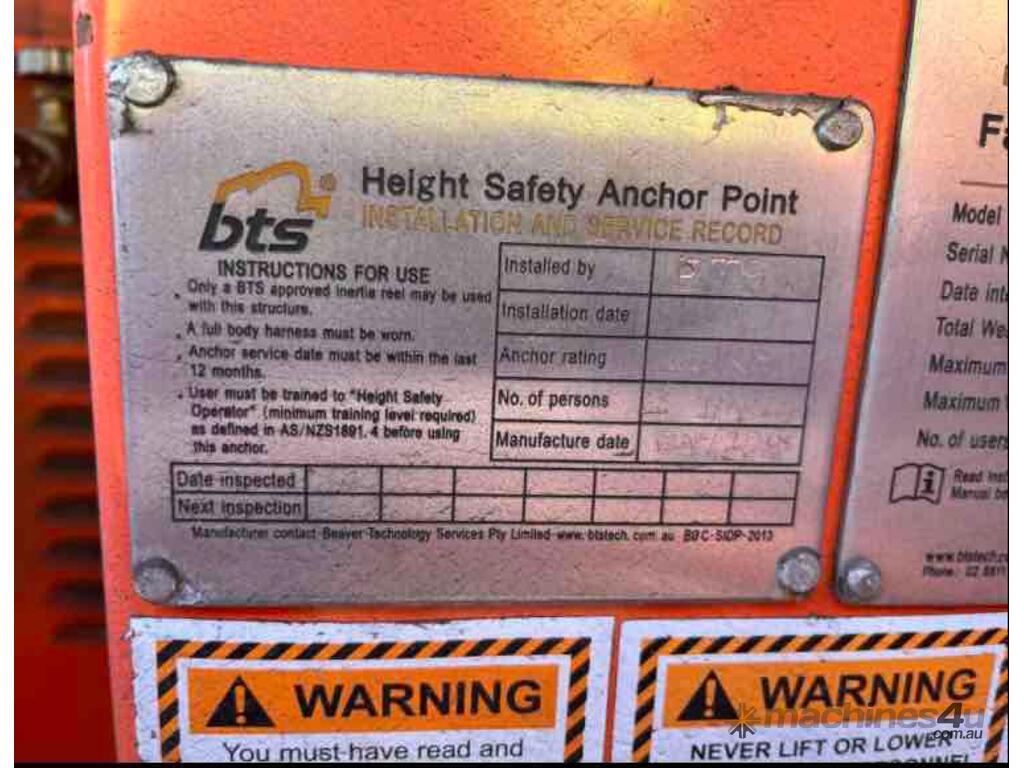 bts
Height Safety Anchor Point
INSTALLATION AND SERVICE RECORD
INSTRUCTIONS FOR USE
. Only a BTS approved inertia reel may be used
with this structure.
. A full body harness must be worn.
. Anchor service date must be within the last
12 months.
. User must be trained to "Height Safety
Operator" (minimum training level required)
as defined in AS/NZS1891.4 before using
this anchor.
Installed by
Installation date
Anchor rating
No. of persons
Manufacture date
Date inspected
Next inspection
Manufacturer contact Beaver Technology Services Pty Limited www. btstech. com. au
Model
Serial
Date
Total
Maximum
Maximum
No. of users
Read
Manual
Phone: 02
WARNING
You must have read and
WARNING
NEVER LIFT OR LOWER
machines4u
.com.au